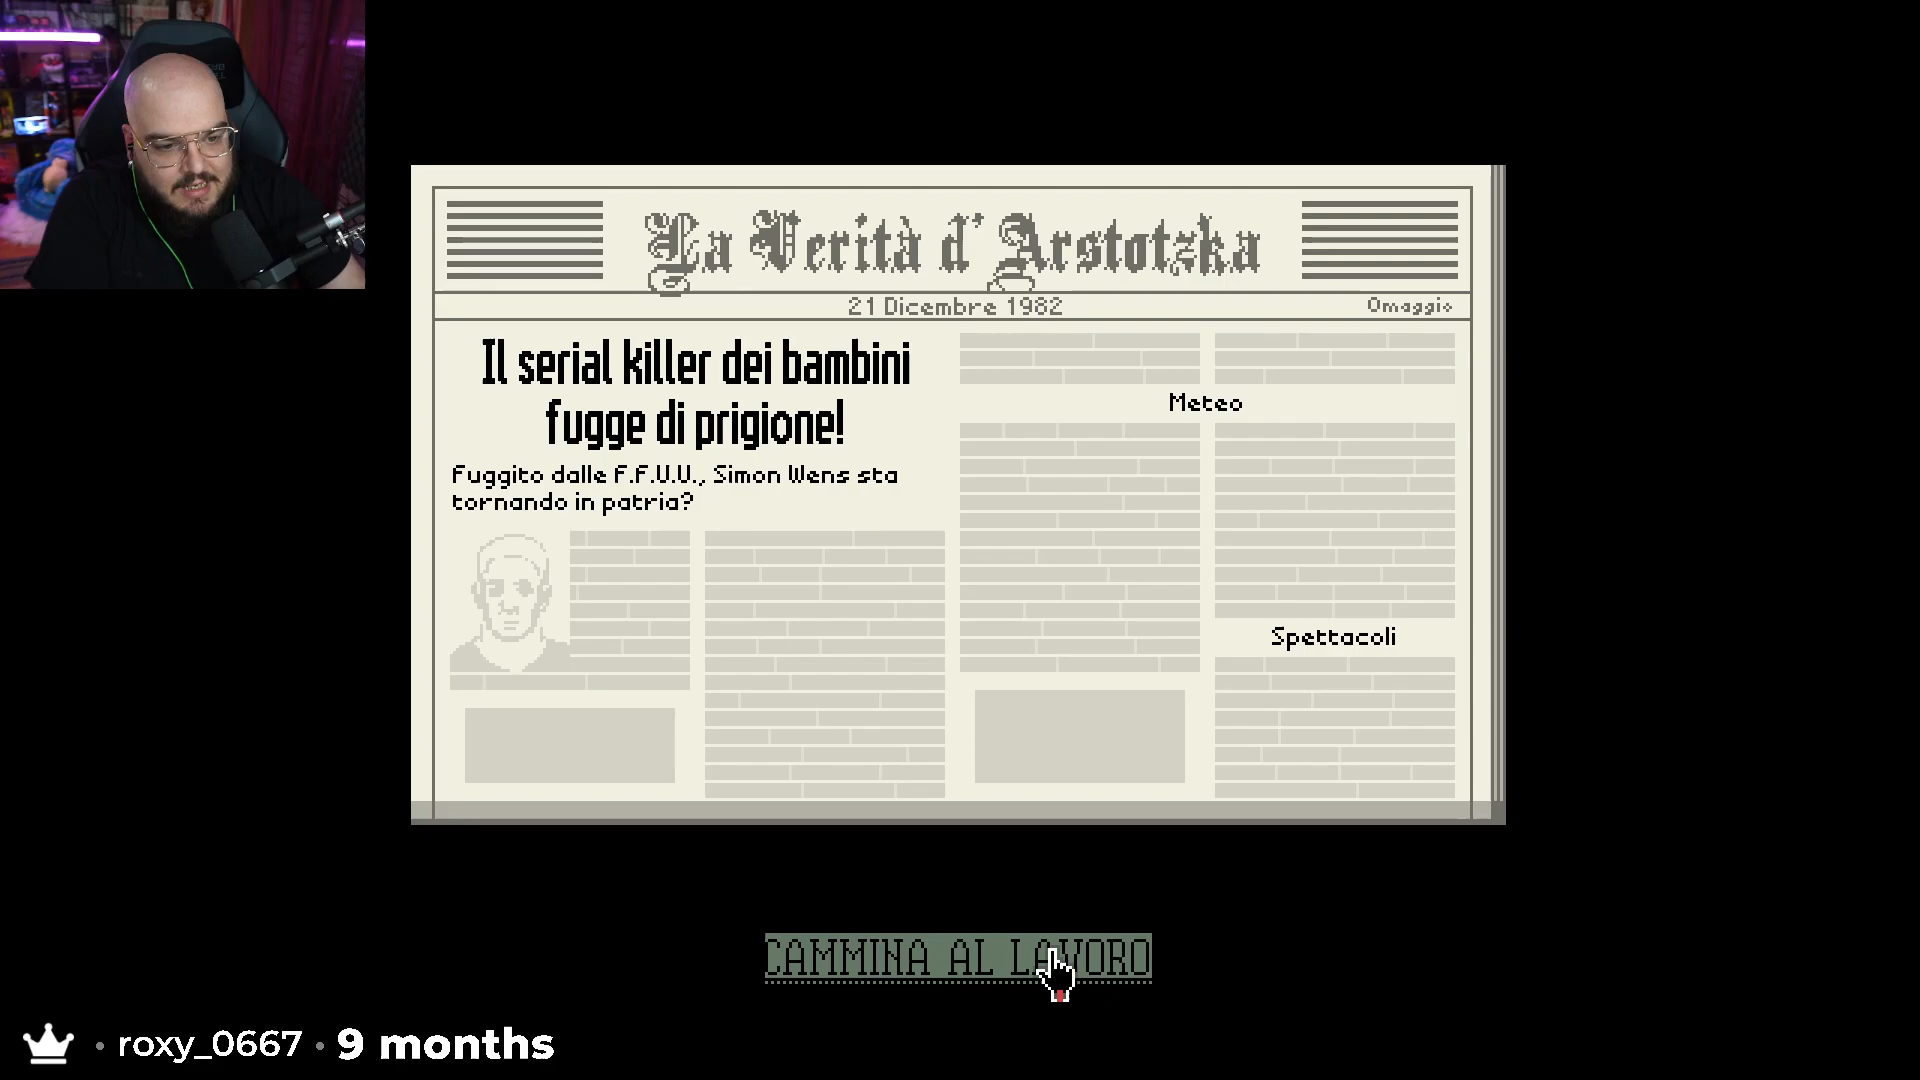 La Verità d'Arstotzka
21 Dicembre 1982
Omaggio
Il serial killer dei bambini
fugge di prigione!
Fuggito dalle F.F.U.U., Simon Wens sta
tornando in patria?
Meteo
Spettacoli
CAMMINA AL LAVORO
• roxy_0667 • 9 months